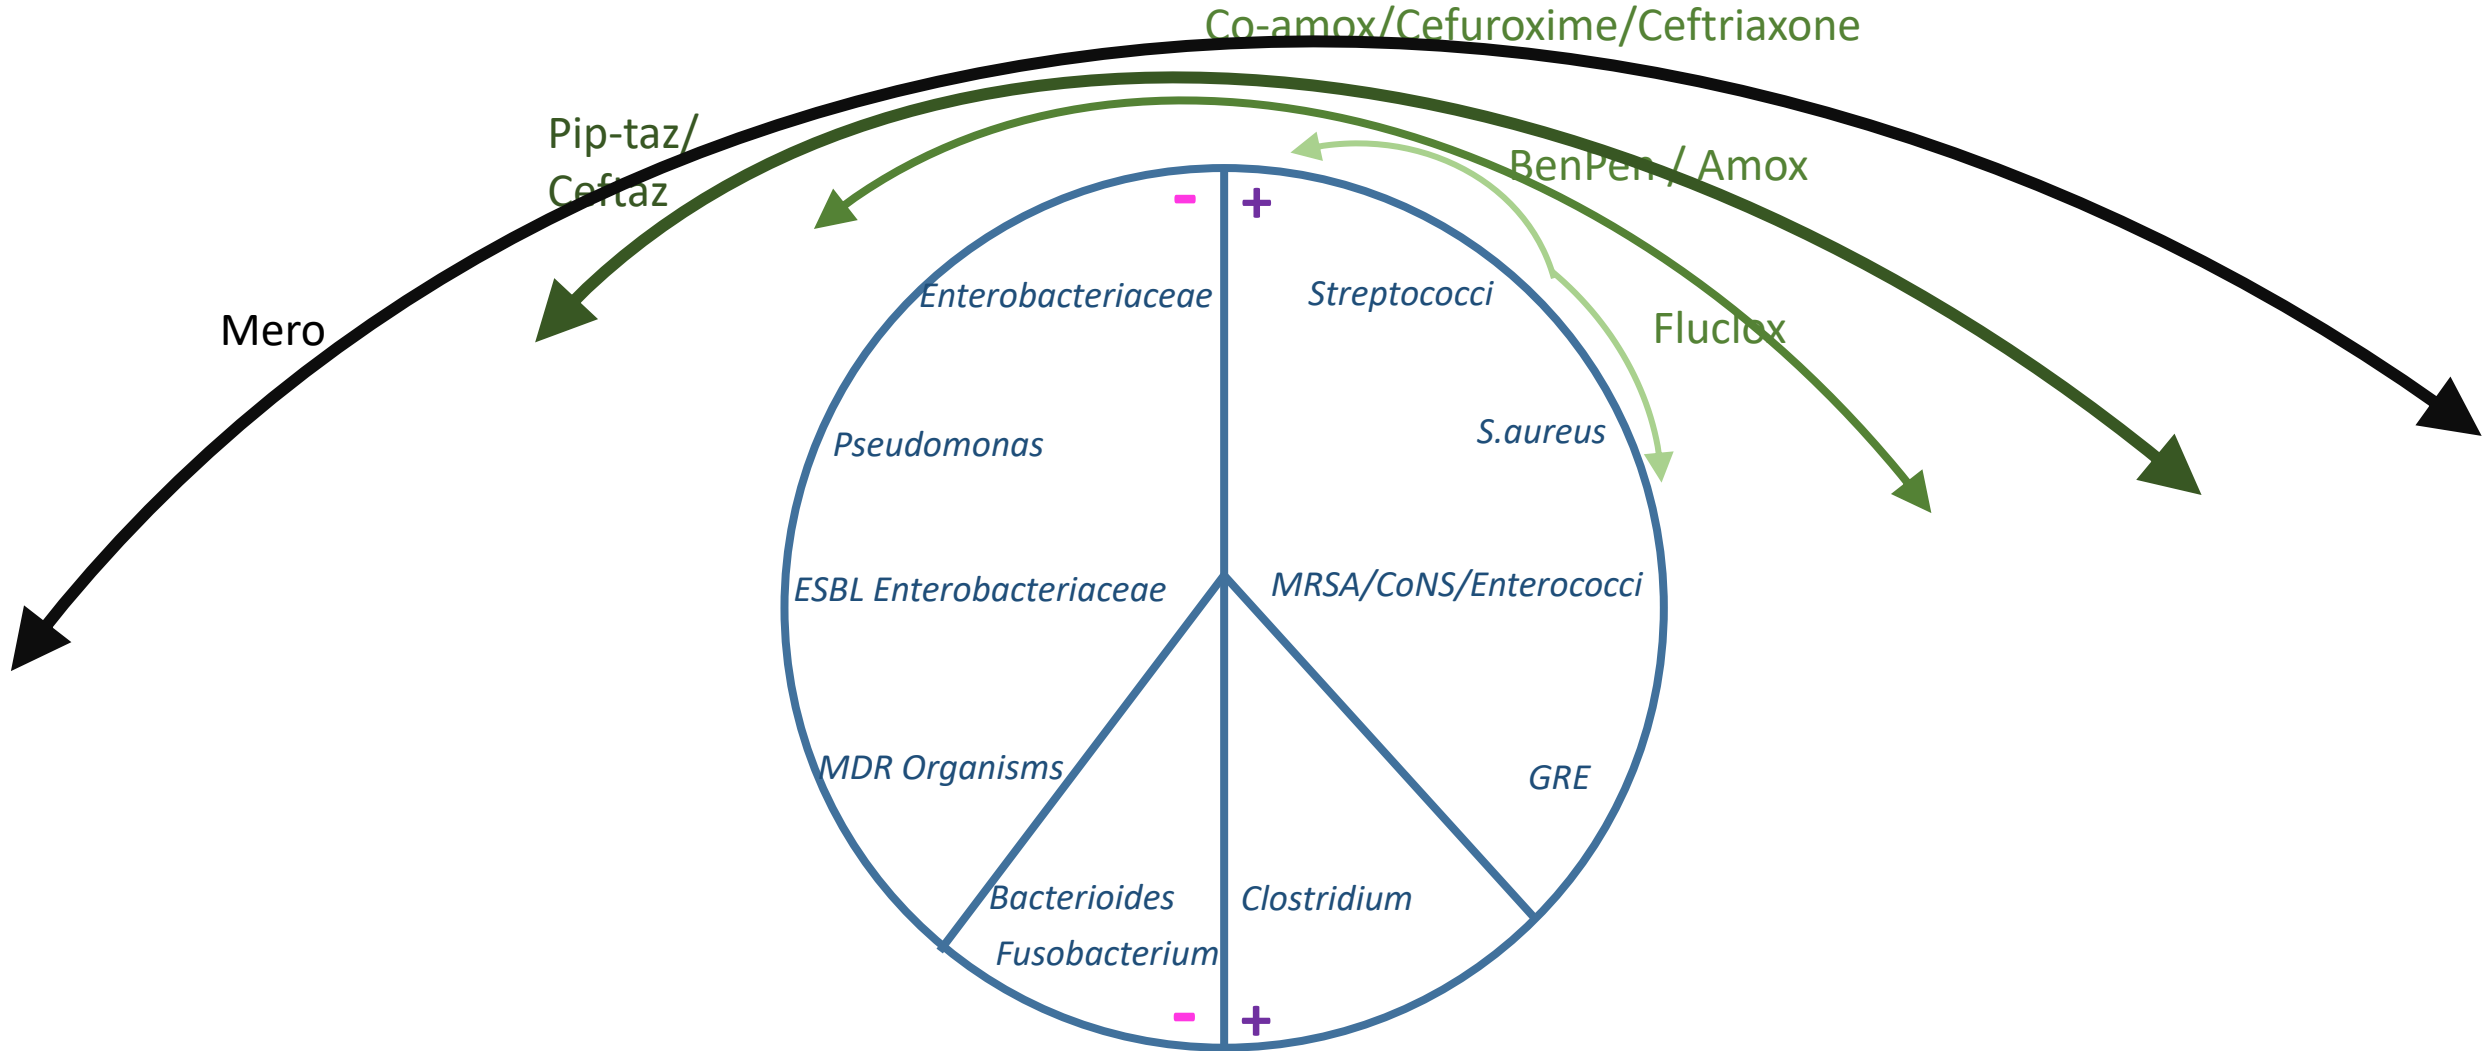 Co-amox/Cefuroxime/Ceftriaxone
Pip-taz/
Ceftaz
BenPen / Amox
- +
Enterobacteriaceae
Streptococci
Mero
Fluclox
Pseudomonas
S.aureus
ESBL Enterobacteriaceae
MRSA/CoNS/Enterococci
MDR Organisms
GRE
Bacterioides
Clostridium
Fusobacterium
- +